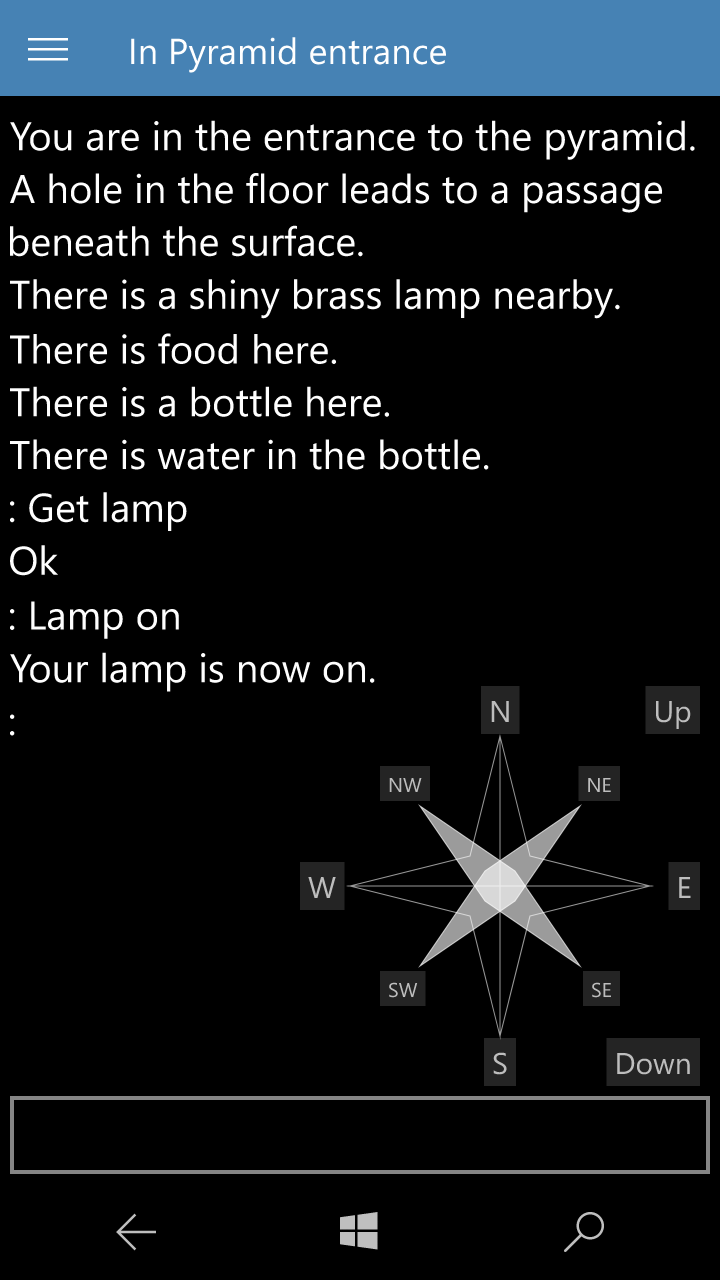 In Pyramid entrance
You are in the entrance to the pyramid.
A hole in the floor leads to a passage
beneath the surface.
There is a shiny brass lamp nearby.
There is food here.
There is a bottle here.
There is water in the bottle.
: Get lamp
Ok
: Lamp on
Your lamp is now on.
:
N
Up
NW
NE
W
E
SW
SE
S
Down